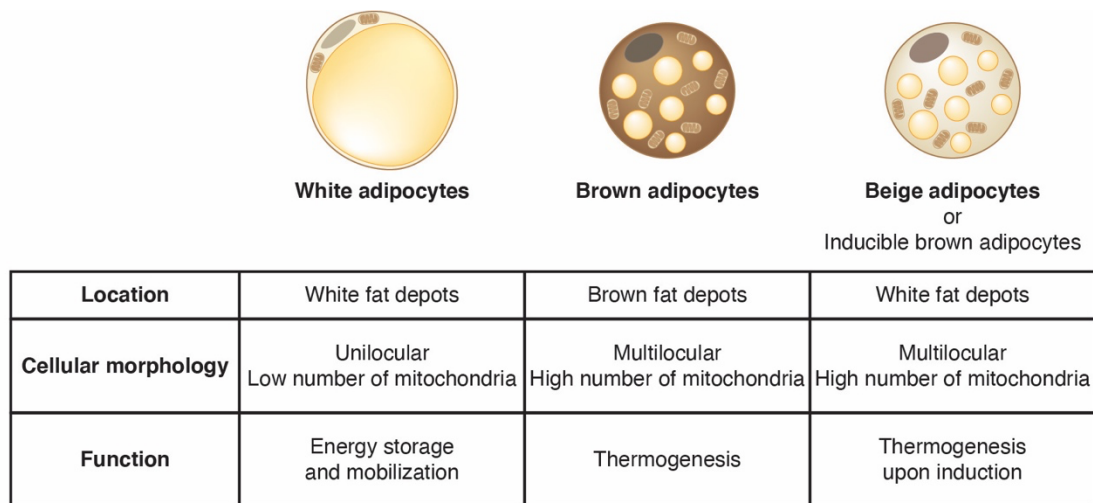 White adipocytes
Brown adipocytes
Beige adipocytes
or
Inducible brown adipocytes
Location
White fat depots
Brown fat depots
White fat depots
Cellular morphology
Unilocular
Low number of mitochondria
Multilocular
High number of mitochondria
Multilocular
High number of mitochondria
Function
Energy storage
and mobilization
Thermogenesis
Thermogenesis
upon induction